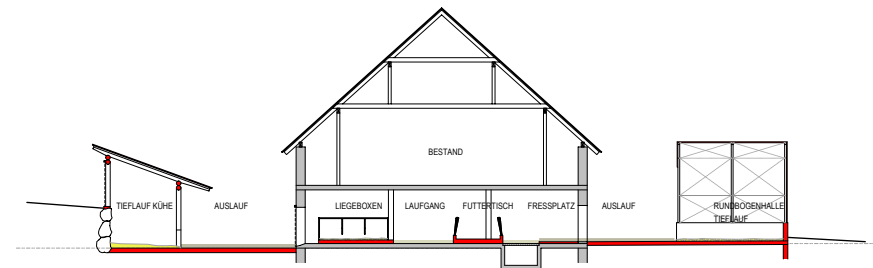 BESTAND
TIEFLAUF KÜHE
AUSLAUF
LIEGEBOXEN
LAUFGANG
FUTTERTISCH
FRESSPLATZ
AUSLAUF
RUNDBOGENHALLE
TIEFLAUF